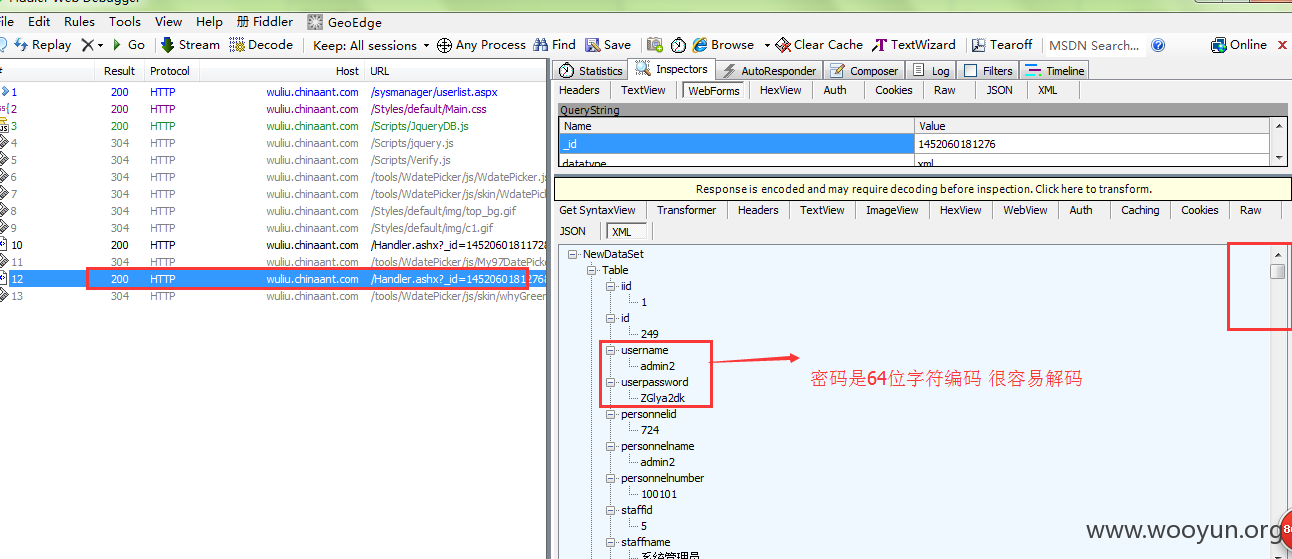 File Edit Rules Tools View Help 册 Fiddler GeoEdge
Replay Go Stream Decode Keep: All sessions Any Process Find Save Browse Clear Cache TextWizard Tearoff MSDN Search... Online
# Result Protocol Host URL
1 200 HTTP wuliu.chinaant.com /sysmanager/userlist.aspx
2 200 HTTP wuliu.chinaant.com /Styles/default/Main.css
3 200 HTTP wuliu.chinaant.com /Scripts/JqueryDB.js
4 304 HTTP wuliu.chinaant.com /Scripts/jquery.js
5 304 HTTP wuliu.chinaant.com /Scripts/Verify.js
6 304 HTTP wuliu.chinaant.com /tools/WdatePicker/js/WdatePicker.j
7 304 HTTP wuliu.chinaant.com /tools/WdatePicker/js/skin/WdatePick
8 304 HTTP wuliu.chinaant.com /Styles/default/img/top_bg.gif
9 304 HTTP wuliu.chinaant.com /Styles/default/img/c1.gif
10 200 HTTP wuliu.chinaant.com /Handler.ashx?_id=14520601811728
11 304 HTTP wuliu.chinaant.com /tools/WdatePicker/js/My97DatePick
12 200 HTTP wuliu.chinaant.com /Handler.ashx?_id=1452060181276
13 304 HTTP wuliu.chinaant.com /tools/WdatePicker/js/skin/whyGreen
Statistics Inspectors AutoResponder Composer Log Filters Timeline
Headers TextView WebForms HexView Auth Cookies Raw JSON XML
QueryString
Name Value
_id 1452060181276
datatype xml
Response is encoded and may require decoding before inspection. Click here to transform.
Get SyntaxView Transformer Headers TextView ImageView HexView WebView Auth Caching Cookies Raw
JSON XML
NewDataSet
Table
iid
1
id
249
username
admin2
userpassword
ZGlya2dk
密码是64位字符编码 很容易解码
personnelid
724
personnelname
admin2
personnelnumber
100101
staffid
5
staffname
系统管理员
www.wooyun.org